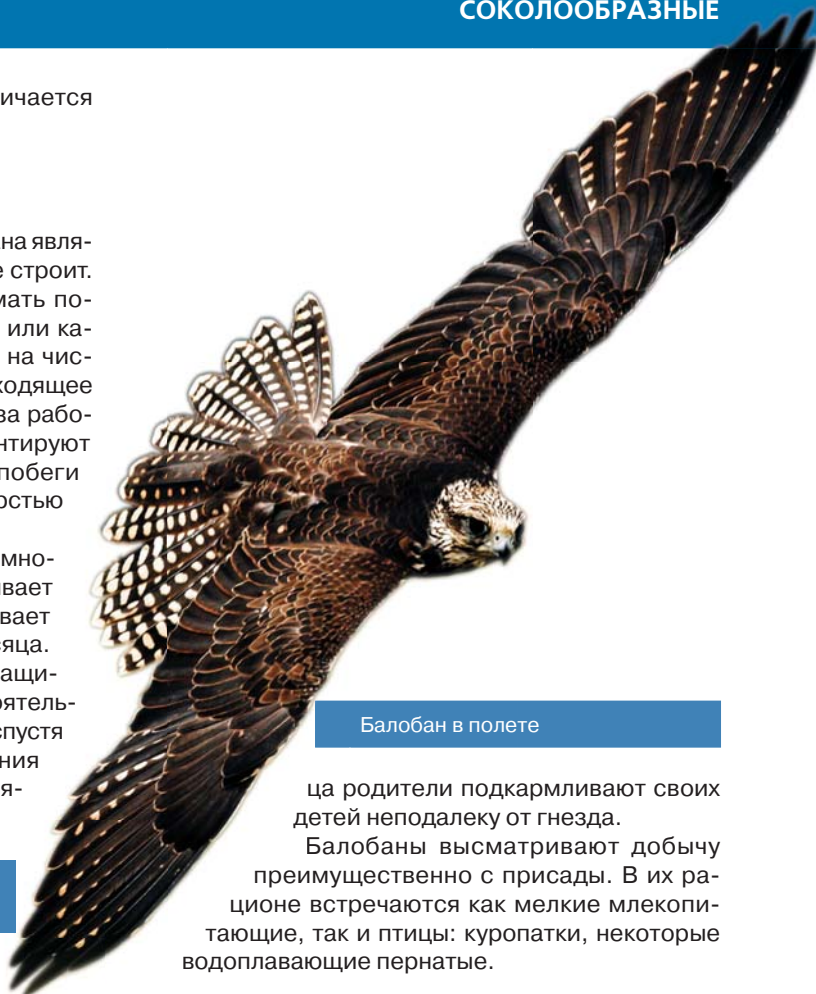 СОКОЛООБРАЗНЫЕ
ичается
на явля-
е строит.
мать по-
или ка-
на чис-
ходящее
ва рабо-
нтируют
побеги
остью
мно-
вает
вает
яца.
ащи-
оятель-
спустя
ния
я-
Балобан в полете
ца родители подкармливают своих
детей неподалеку от гнезда.
Балобаны высматривают добычу
преимущественно с присады. В их ра-
ционе встречаются как мелкие млекопи-
тающие, так и птицы: куропатки, некоторые
водоплавающие пернатые.